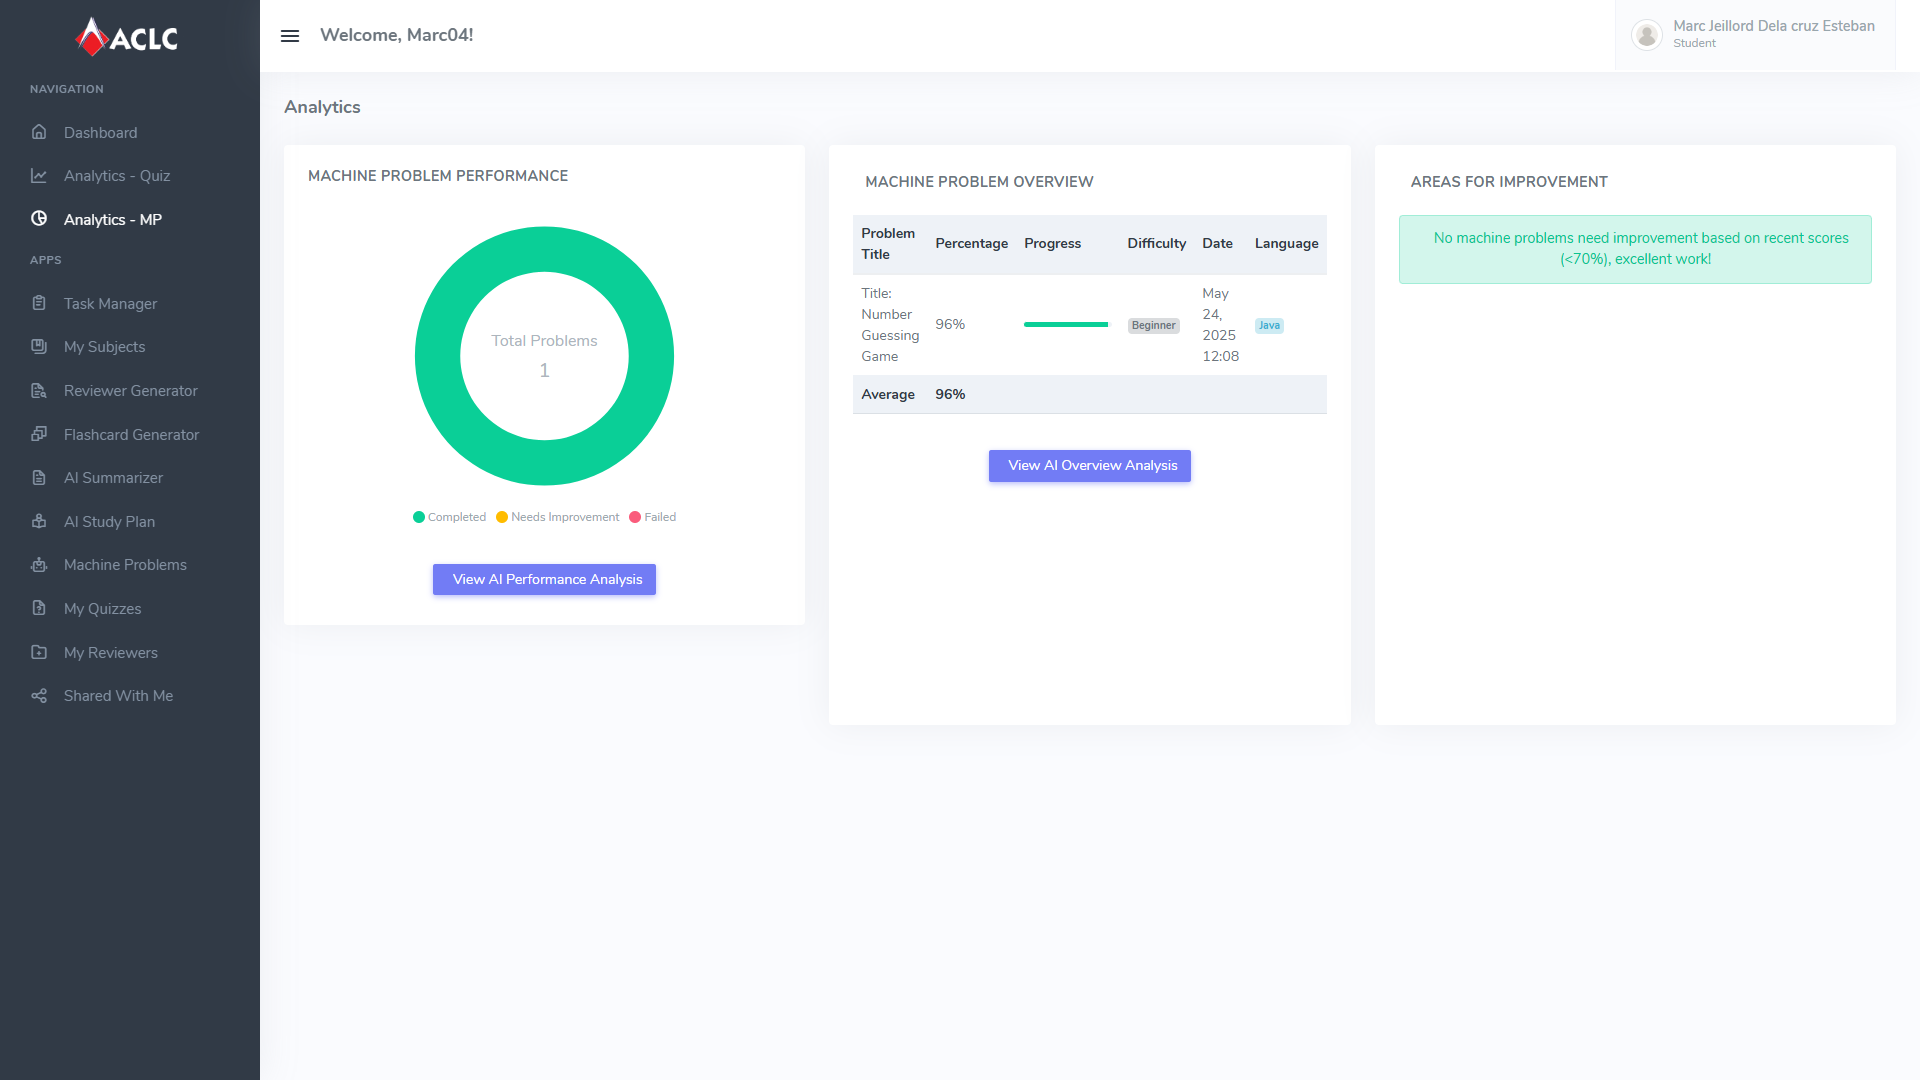 ACLC
NAVIGATION
Dashboard
Analytics - Quiz
Analytics - MP
APPS
Task Manager
My Subjects
Reviewer Generator
Flashcard Generator
AI Summarizer
AI Study Plan
Machine Problems
My Quizzes
My Reviewers
Shared With Me
Welcome, Marc04!
Marc Jeillord Dela cruz Esteban
Student
Analytics
MACHINE PROBLEM PERFORMANCE
Total Problems
1
Completed Needs Improvement Failed
View AI Performance Analysis
MACHINE PROBLEM OVERVIEW
Problem Title Percentage Progress Difficulty Date Language
Title: Number Guessing Game 96% Beginner May 24, 2025 12:08 Java
Average 96%
View AI Overview Analysis
AREAS FOR IMPROVEMENT
No machine problems need improvement based on recent scores
(<70%), excellent work!